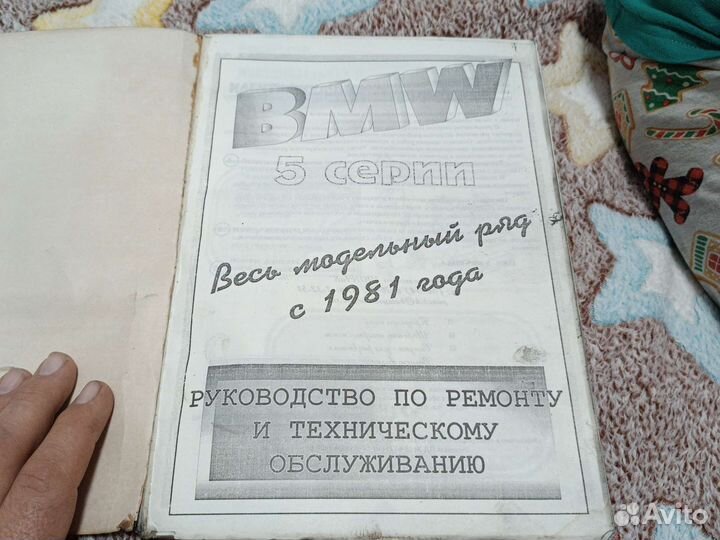 BMW
5 серии
Весь модельный ряд
с 1981 года
РУКОВОДСТВО ПО РЕМОНТУ
И ТЕХНИЧЕСКОМУ
ОБСЛУЖИВАНИЮ
Avito